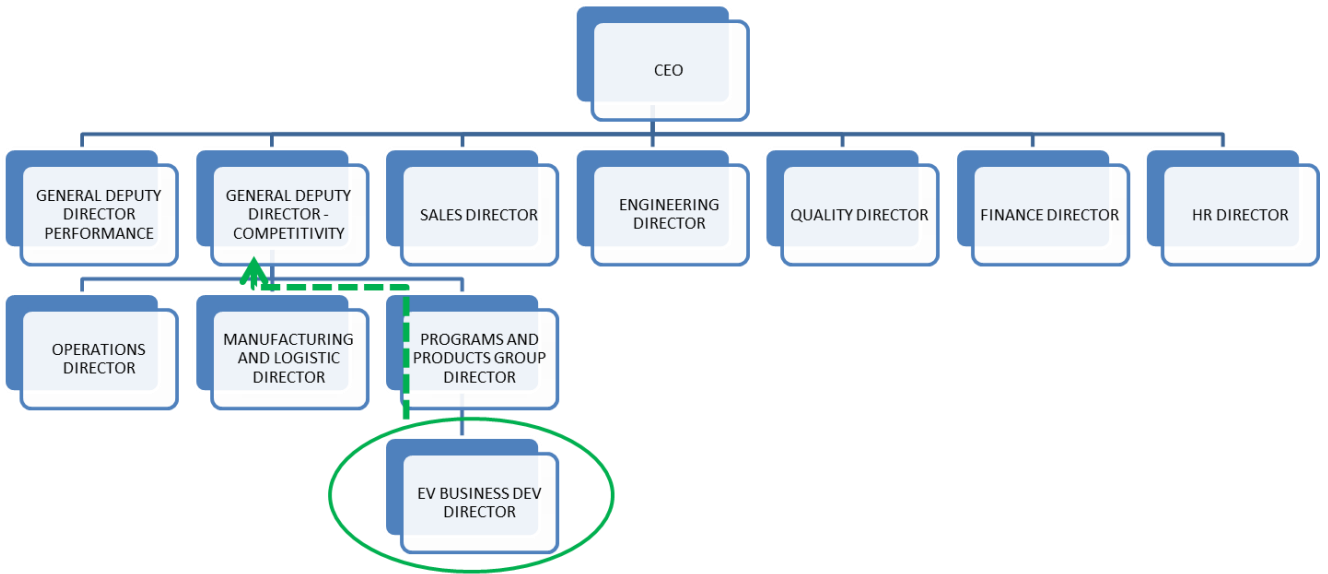 CEO
GENERAL DEPUTY
DIRECTOR
PERFORMANCE
GENERAL DEPUTY
DIRECTOR -
COMPETITIVITY
SALES DIRECTOR
ENGINEERING
DIRECTOR
QUALITY DIRECTOR
FINANCE DIRECTOR
HR DIRECTOR
OPERATIONS
DIRECTOR
MANUFACTURING
AND LOGISTIC
DIRECTOR
PROGRAMS AND
PRODUCTS GROUP
DIRECTOR
EV BUSINESS DEV
DIRECTOR